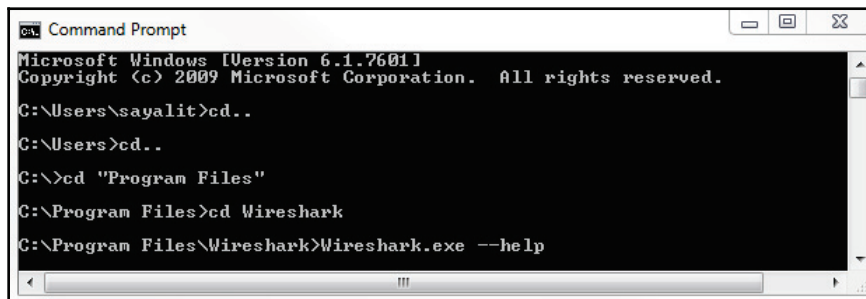 Command Prompt
Microsoft Windows [Version 6.1.7601]
Copyright (c) 2009 Microsoft Corporation.  All rights reserved.
C:\Users\sayalit>cd..
C:\Users>cd..
C:\>cd "Program Files"
C:\Program Files>cd Wireshark
C:\Program Files\Wireshark>Wireshark.exe --help